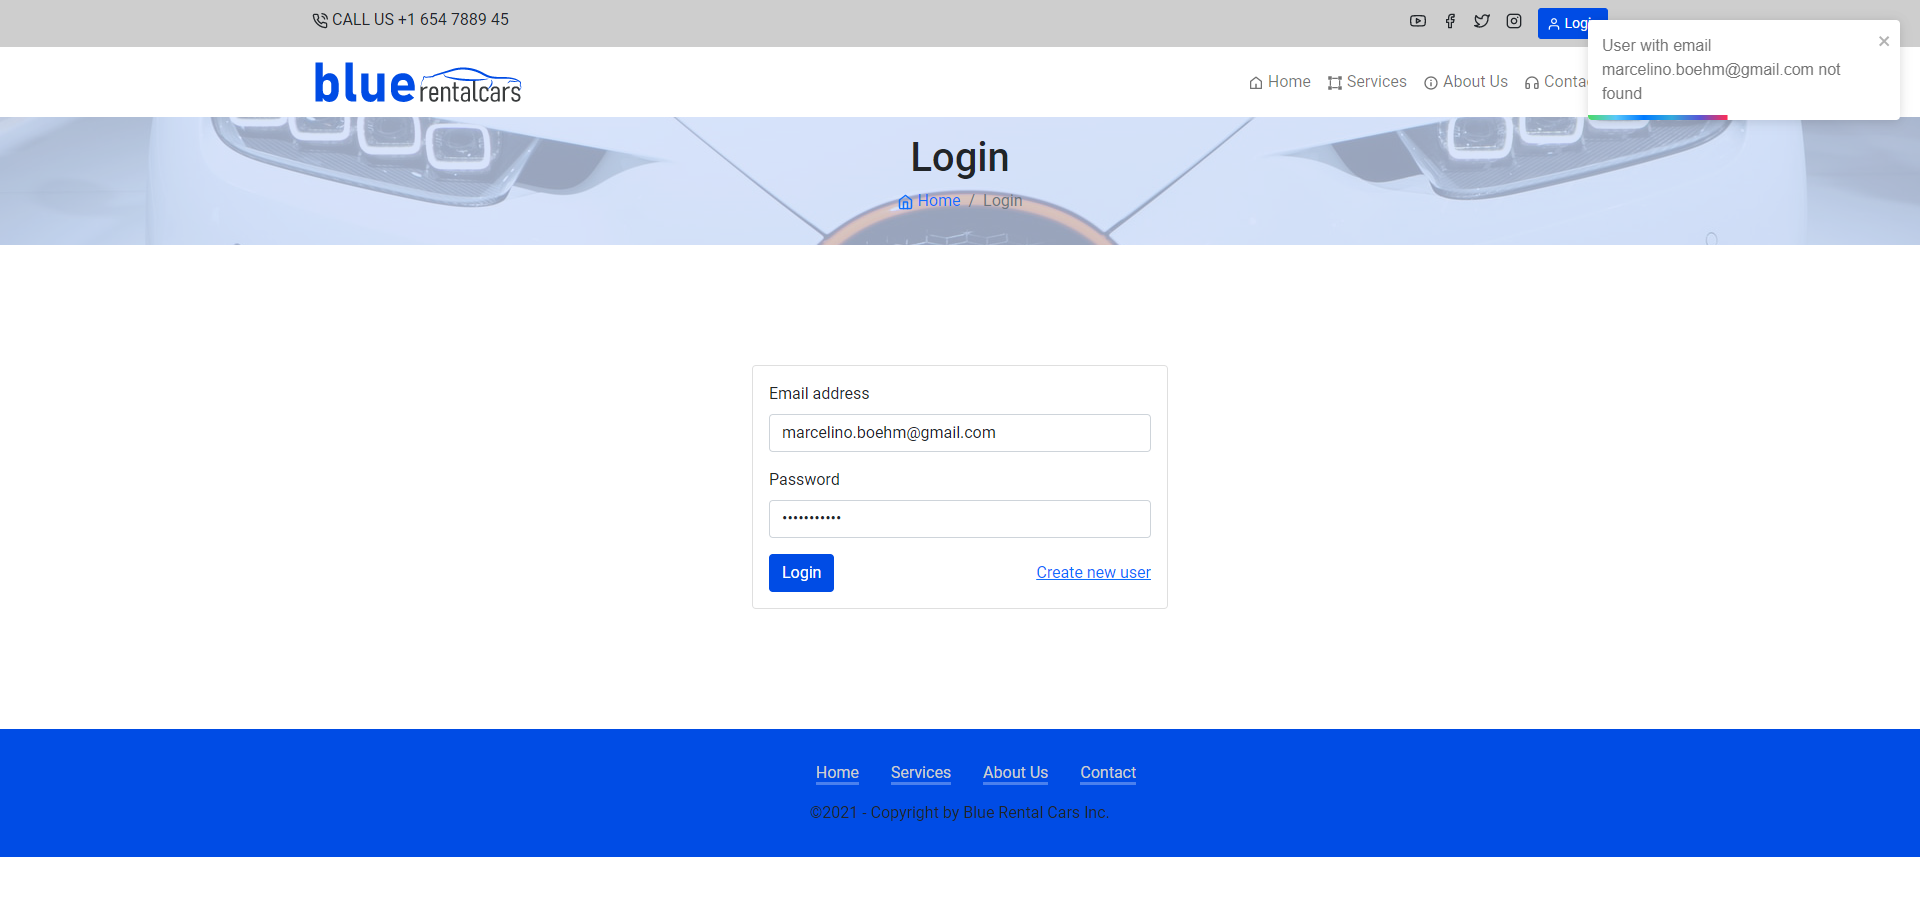 CALL US +1 654 7889 45
Login
User with email
marcelino.boehm@gmail.com not
found
blue rentalcars
Home
Services
About Us
Login
Home / Login
Email address
marcelino.boehm@gmail.com
Password
•••••••••••
Login
Create new user
Home
Services
About Us
Contact
©2021 - Copyright by Blue Rental Cars Inc.